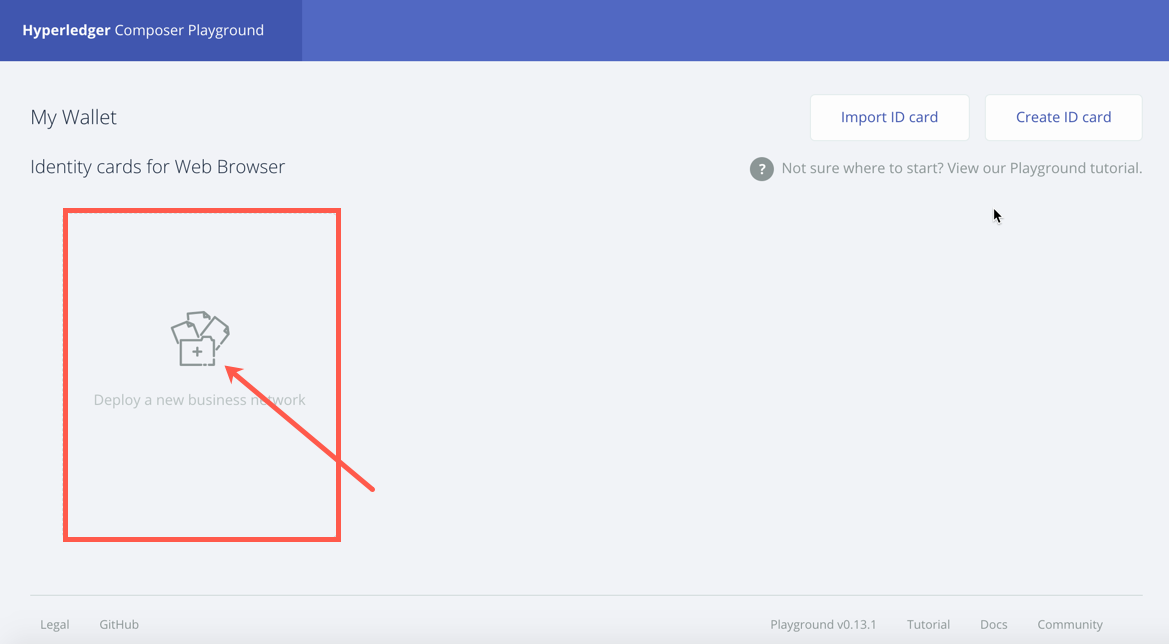 Hyperledger Composer Playground
My Wallet
Import ID card
Create ID card
Identity cards for Web Browser
? Not sure where to start? View our Playground tutorial.
Deploy a new business network
Legal
GitHub
Playground v0.13.1
Tutorial
Docs
Community